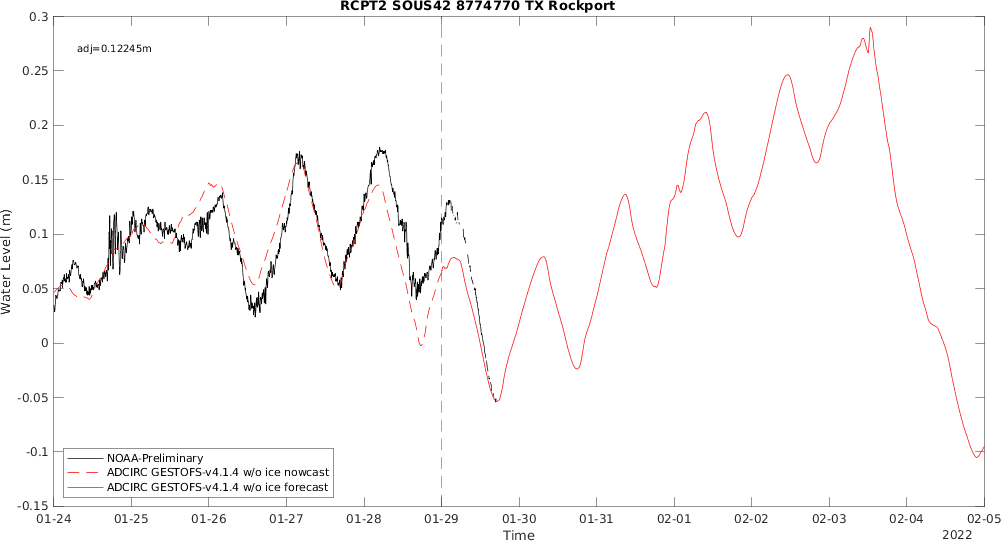 RCPT2 SOUS42 8774770 TX Rockport
adj=0.12245m
0.3
0.25
0.2
0.15
0.1
0.05
0
-0.05
-0.1
-0.15
Water Level (m)
NOAA-Preliminary
ADCIRC GESTOFS-v4.1.4 w/o ice nowcast
ADCIRC GESTOFS-v4.1.4 w/o ice forecast
01-24 01-25 01-26 01-27 01-28 01-29 01-30 01-31 02-01 02-02 02-03 02-04 02-05
Time
2022